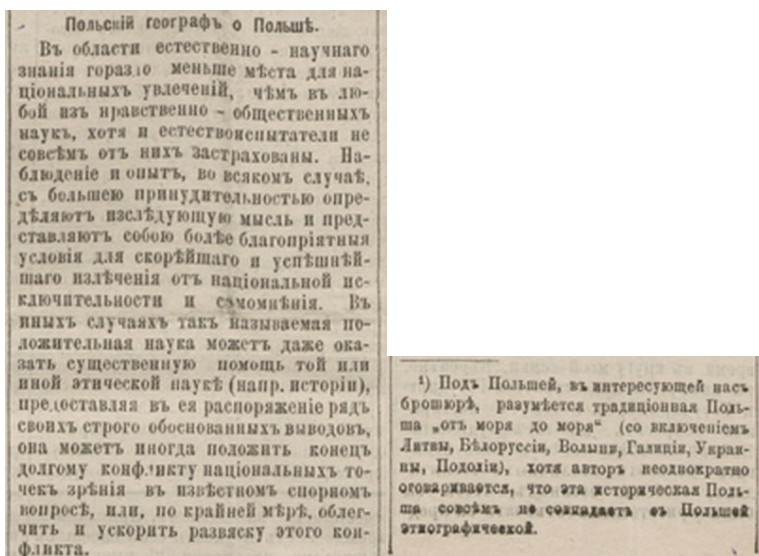 Польскій географъ о Польшѣ.
Въ области естественно - научнаго
знанія гораздо меньше мѣста для на-
ціональныхъ увлеченій, чѣмъ въ лю-
бой изъ нравственно - общественныхъ
наукъ, хотя и естествоиспытатели не
совсѣмъ отъ нихъ застрахованы. На-
блюденіе и опытъ, во всякомъ случаѣ,
съ большею принудительностью опре-
дѣляютъ изслѣдующую мысль и пред-
ставляютъ собою болѣе благопріятныя
условія для скорѣйшаго и успѣшнѣй-
шаго излѣченія отъ національной ис-
ключительности и самомнѣнія. Въ
иныхъ случаяхъ такъ называемая по-
ложительная наука можетъ даже ока-
зать существенную помощь той или
иной этической наукѣ (напр. исторіи),
предоставляя въ ея распоряженіе рядъ
своихъ строго обоснованныхъ выводовъ,
она можетъ иногда положить конецъ
долгому конфликту національныхъ то-
чекъ зрѣнія въ извѣстномъ спорномъ
вопросѣ, или, по крайней мѣрѣ, облег-
чить и ускорить развяску этого кон-
фликта.
¹) Подъ Польшей, въ интересующей насъ
брошюрѣ, разумѣется традиціонная Поль-
ша „отъ моря до моря“ (со включеніемъ
Литвы, Бѣлоруссіи, Волыни, Галиціи, Украи-
ны, Подоліи), хотя авторъ неоднократно
оговаривается, что эта историческая Поль-
ша совсѣмъ не совпадаетъ съ Польшей
этнографической.